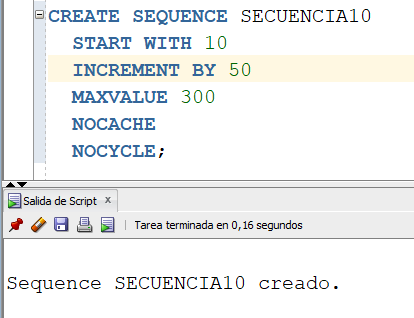 CREATE SEQUENCE SECUENCIA10
START WITH 10
INCREMENT BY 50
MAXVALUE 300
NOCACHE
NOCYCLE;
Salida de Script x
Tarea terminada en 0,16 segundos
Sequence SECUENCIA10 creado.